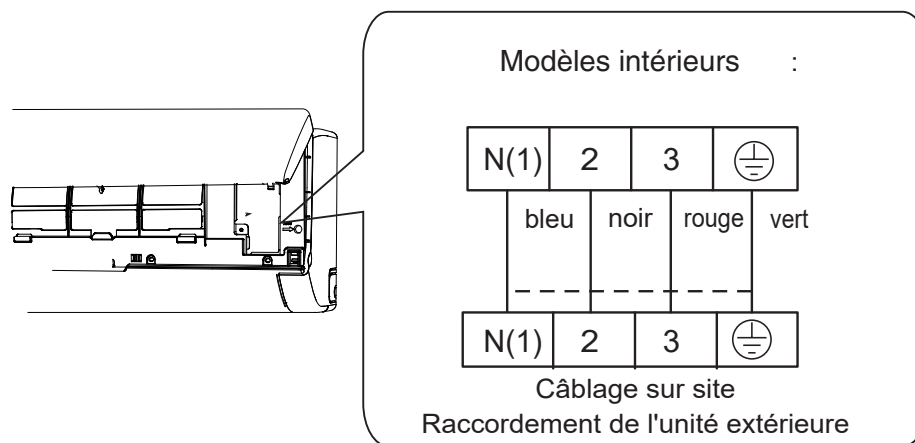 Modèles intérieurs :
N(1) 2 3
bleu noir rouge vert
N(1) 2 3
Câblage sur site
Raccordement de l'unité extérieure